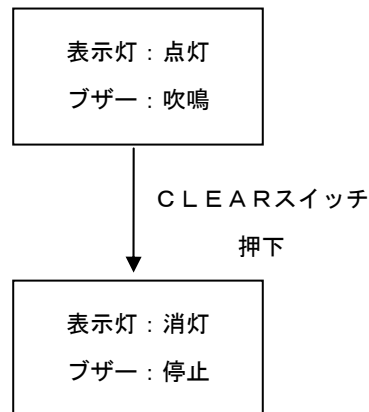 表示灯：点灯
ブザー：吹鳴
ＣＬＥＡＲスイッチ
押下
表示灯：消灯
ブザー：停止